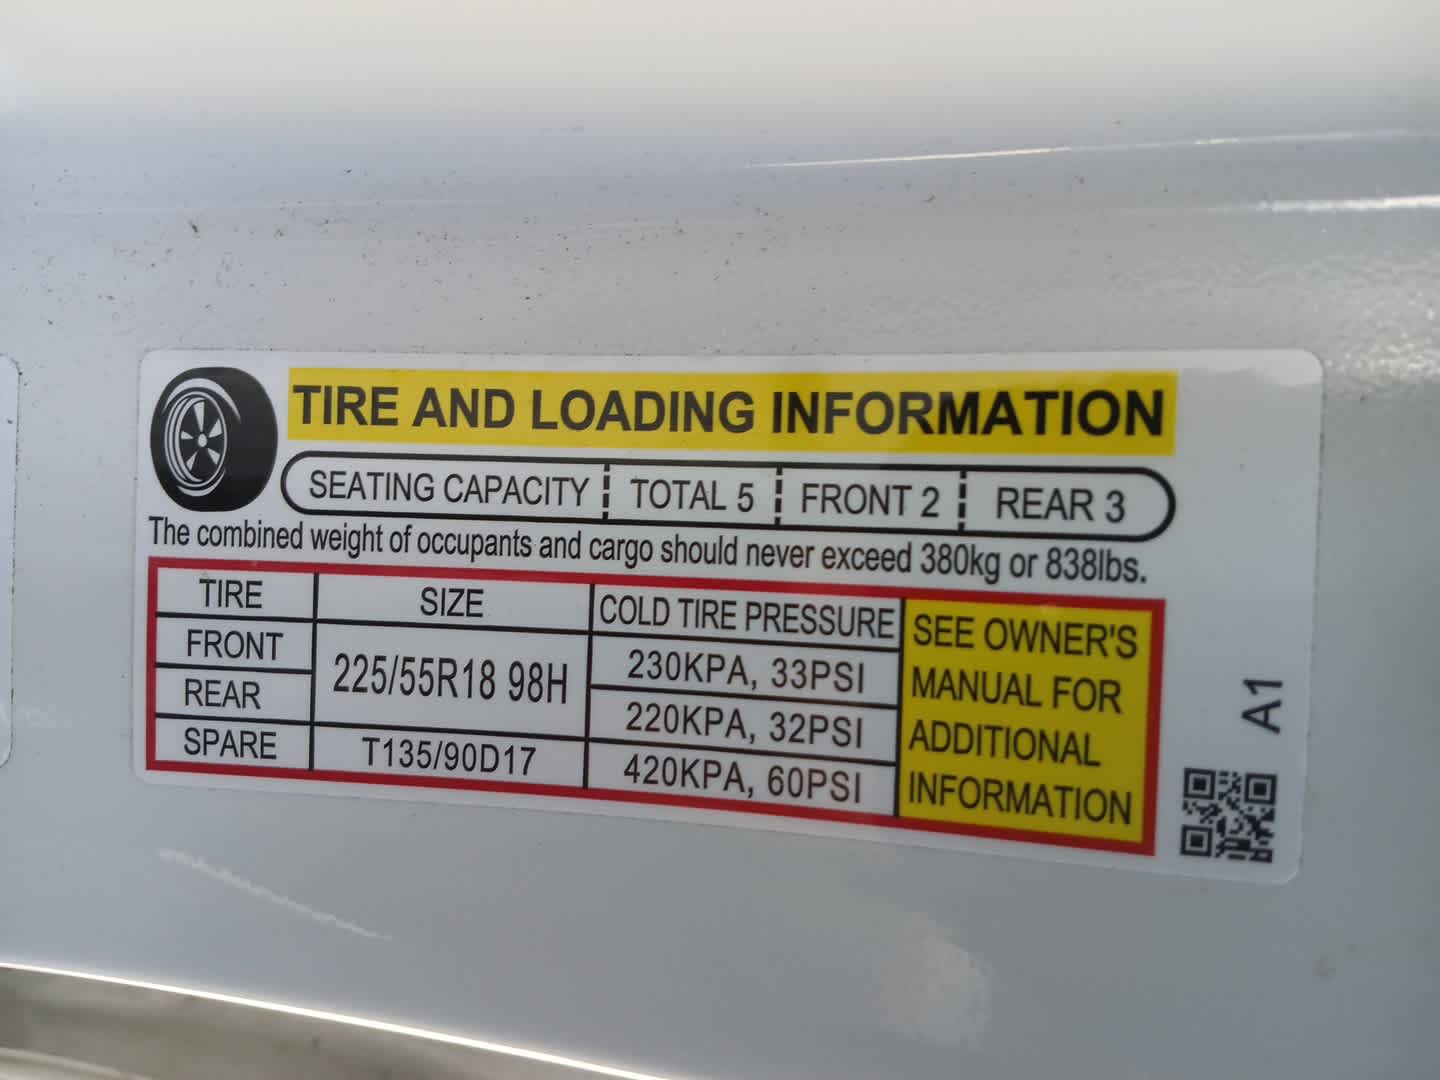 TIRE AND LOADING INFORMATION
SEATING CAPACITY TOTAL 5 FRONT 2 REAR 3
The combined weight of occupants and cargo should never exceed 380kg or 838lbs.
TIRE SIZE COLD TIRE PRESSURE
FRONT 225/55R18 98H 230KPA, 33PSI
REAR 220KPA, 32PSI
SPARE T135/90D17 420KPA, 60PSI
SEE OWNER'S
MANUAL FOR
ADDITIONAL
INFORMATION
A1